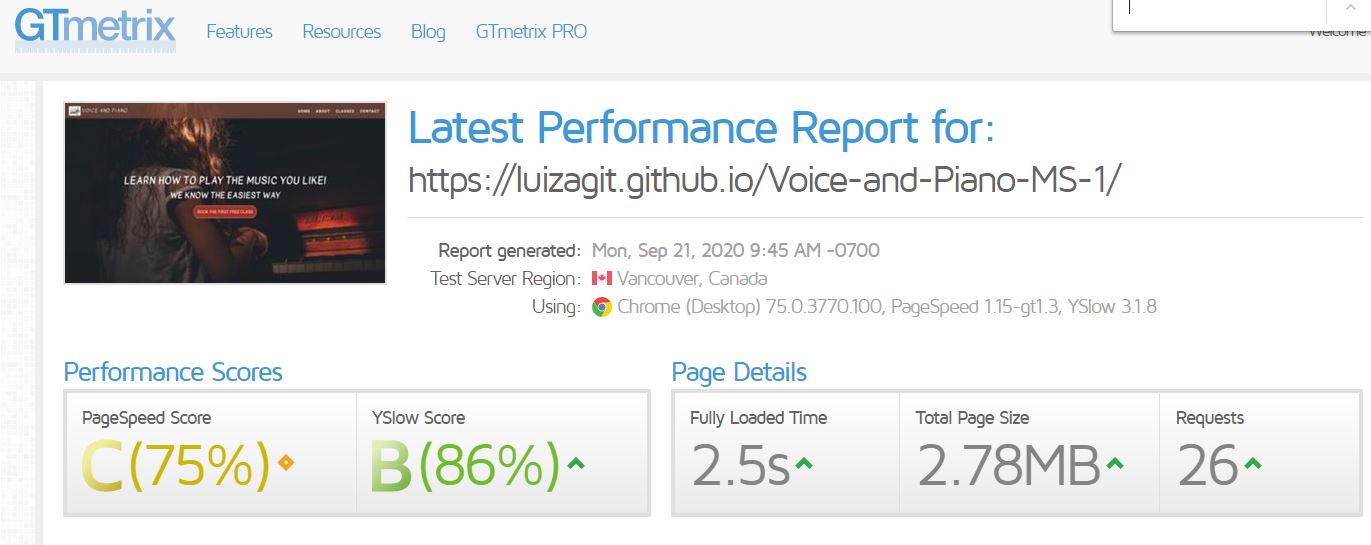 GTmetrix
Features Resources Blog GTmetrix PRO
Welcome
VOICE AND PIANO
HOME ABOUT CLASSES CONTACT
LEARN HOW TO PLAY THE MUSIC YOU LIKE!
WE KNOW THE EASIEST WAY
BOOK THE FIRST FREE CLASS
Latest Performance Report for:
https://luizagit.github.io/Voice-and-Piano-MS-1/
Report generated: Mon, Sep 21, 2020 9:45 AM -0700
Test Server Region: Vancouver, Canada
Using: Chrome (Desktop) 75.0.3770.100, PageSpeed 1.15-gt1.3, YSlow 3.1.8
Performance Scores
PageSpeed Score
C (75%)
YSlow Score
B (86%)
Page Details
Fully Loaded Time
2.5s
Total Page Size
2.78MB
Requests
26